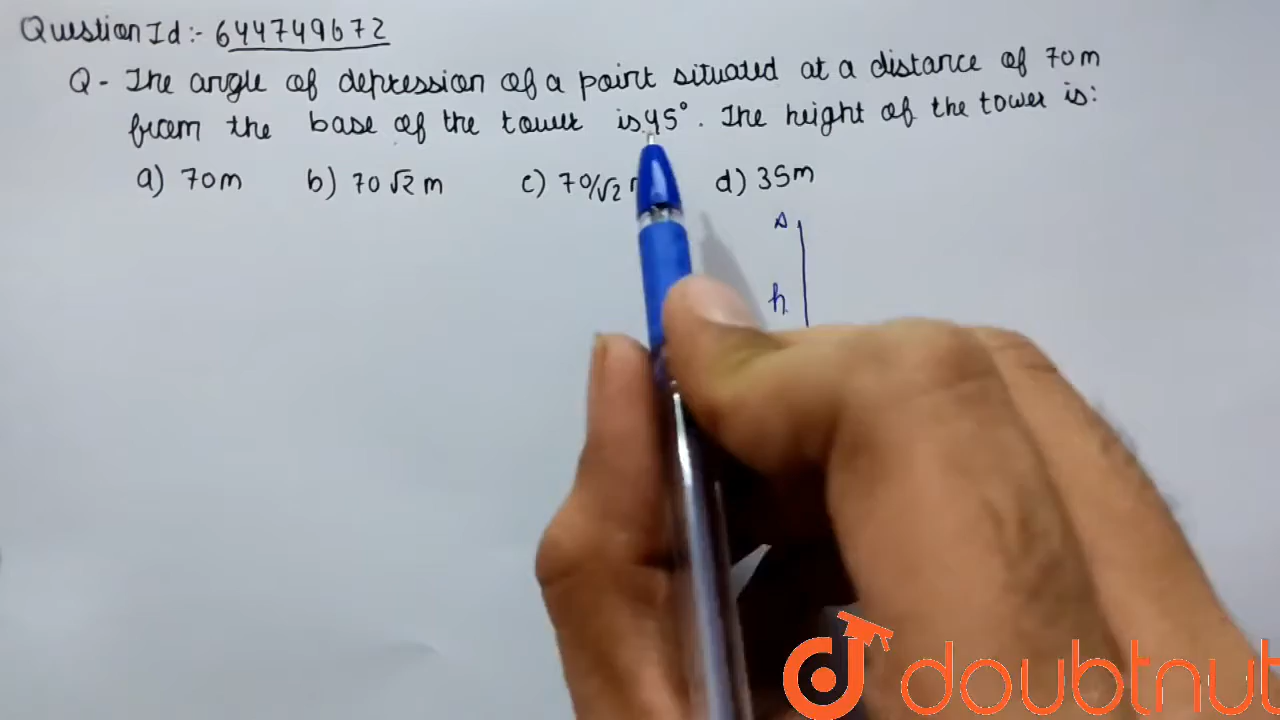 Question Id :- 644749672
Q - The angle of depression of a point situated at a distance of 70m
from the base of the tower is 45°. The height of the tower is:
a) 70m b) 70√2 m c) 70/√2 d) 35m
A
h
doubtnut